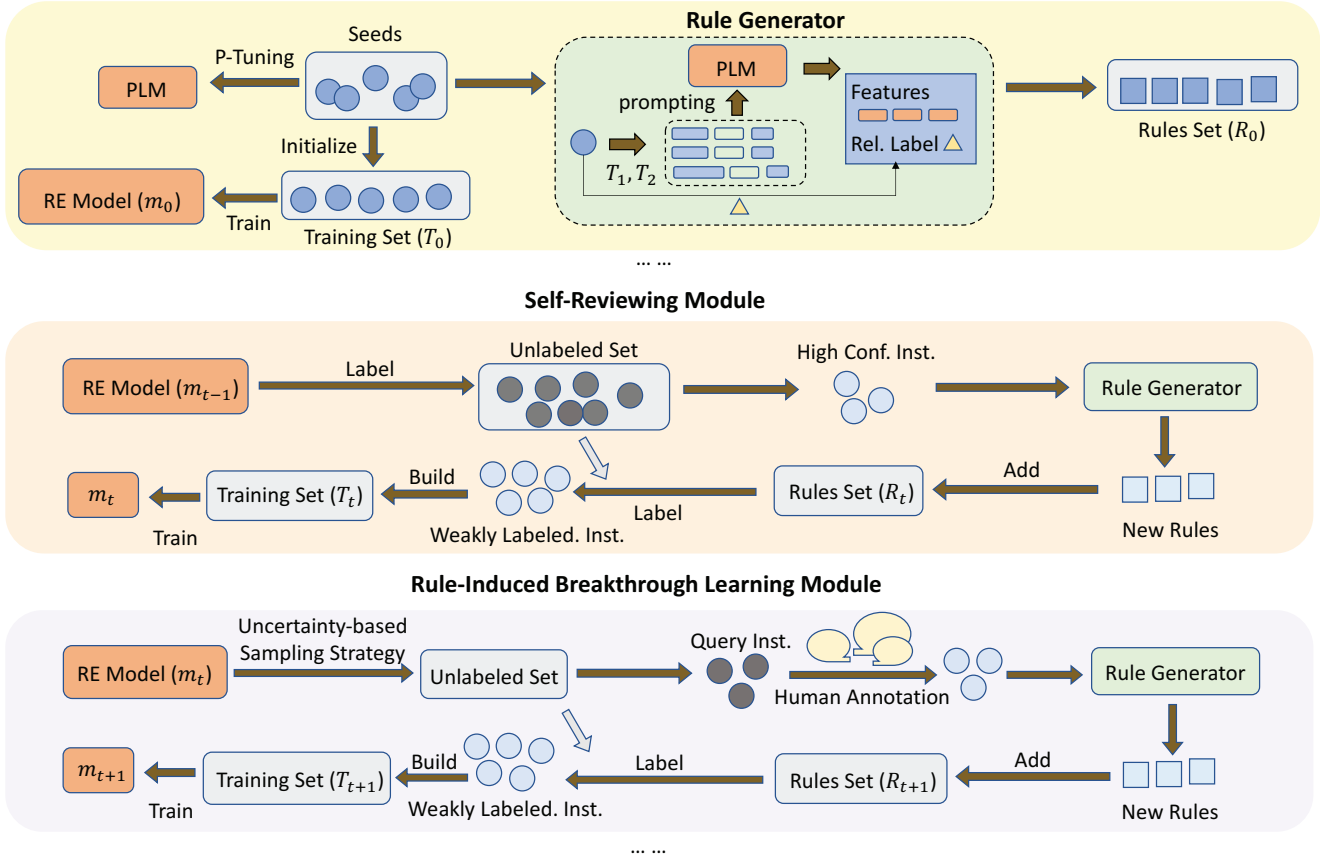 Rule Generator
Seeds
P-Tuning
PLM
PLM
prompting
Features
Rel. Label
T₁, T₂
Rules Set (R₀)
Initialize
RE Model (m₀)
Train
Training Set (T₀)
... ...
Self-Reviewing Module
Unlabeled Set
High Conf. Inst.
Label
RE Model (mₜ₋₁)
Rule Generator
Build
Add
mₜ
Training Set (Tₜ)
Rules Set (Rₜ)
Label
Train
Weakly Labeled. Inst.
New Rules
Rule-Induced Breakthrough Learning Module
Uncertainty-based
Sampling Strategy
Query Inst.
RE Model (mₜ)
Unlabeled Set
Human Annotation
Rule Generator
Build
Label
Add
mₜ₊₁
Training Set (Tₜ₊₁)
Rules Set (Rₜ₊₁)
Train
Weakly Labeled. Inst.
New Rules
... ...